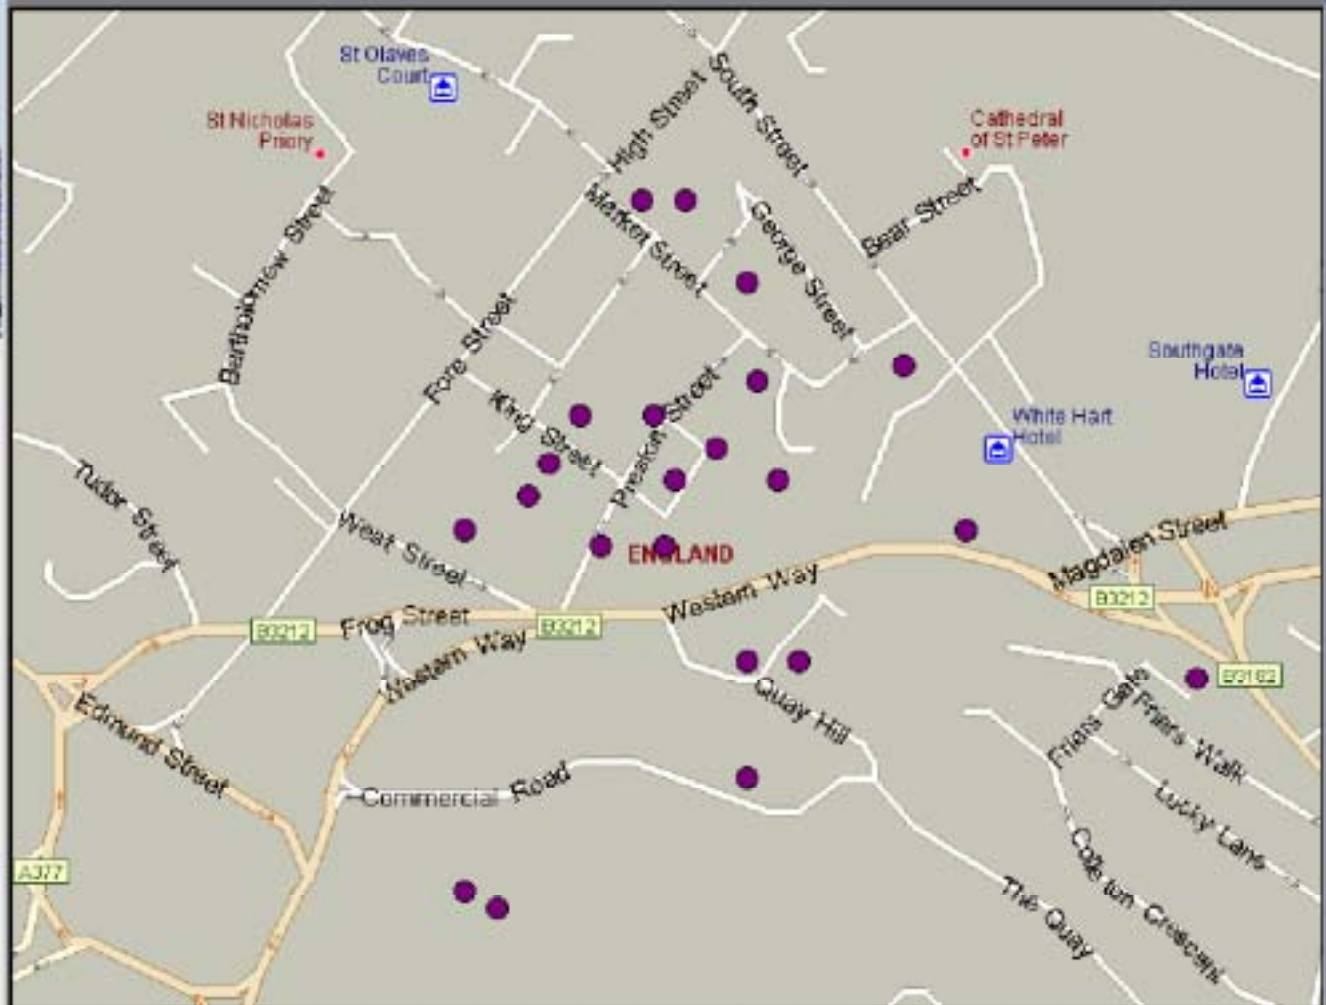 St Olaves
Court
St Nicholas
Priory
High Street
South Street
Cathedral
of St Peter
Market Street
Bear Street
George Street
Bartholomew Street
Fore Street
Southgate
Hotel
King Street
Preston Street
White Hart
Hotel
Tudor Street
West Street
ENGLAND
Magdalen Street
Western Way
B3212
Frog Street
B3212
B3212
Western Way
B3182
Edmund Street
Quay Hill
Friars Gate
Friars Walk
Commercial Road
Lucky Lane
A377
Colleton Crescent
The Quay